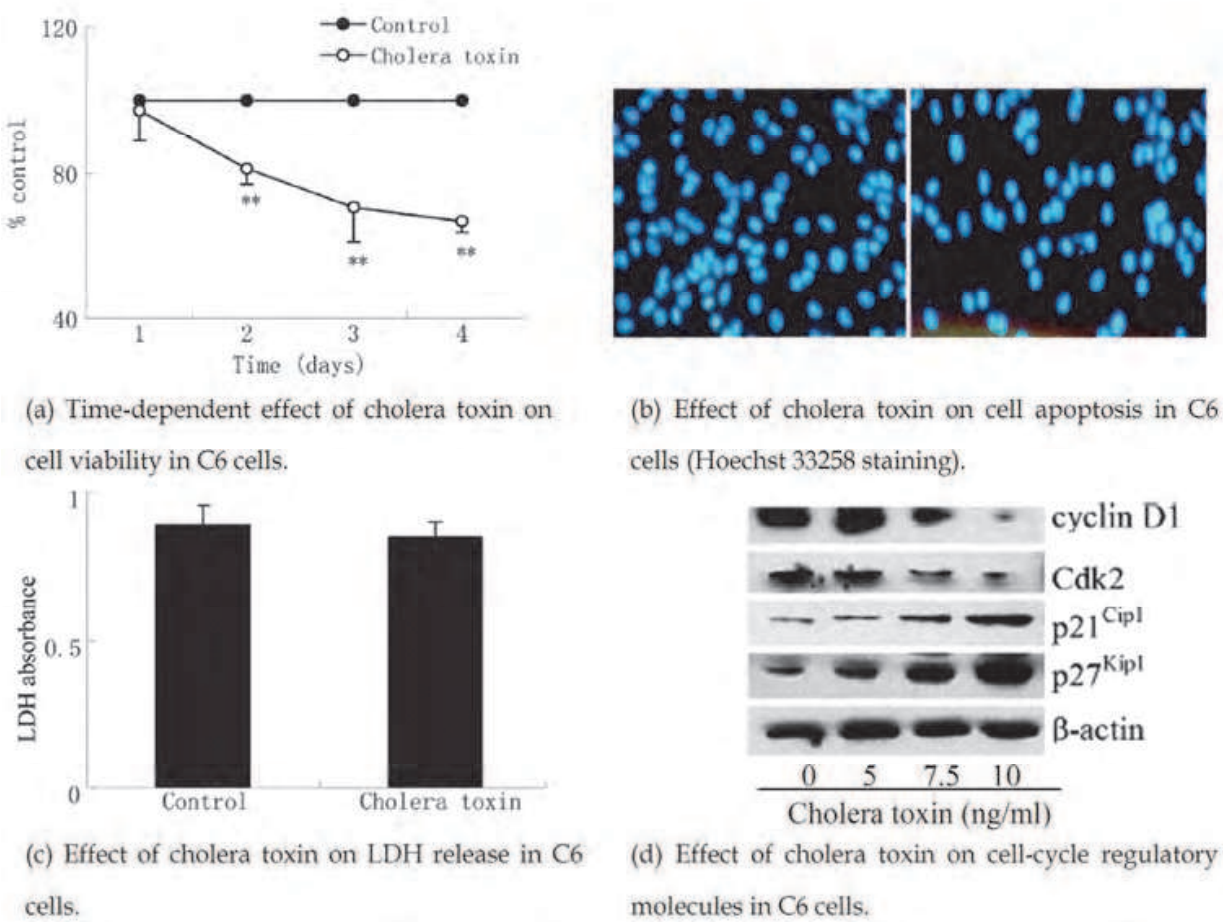 120
Control
Cholera toxin
% control
80
**
**
**
40
1 2 3 4
Time (days)
(a) Time-dependent effect of cholera toxin on
cell viability in C6 cells.
(b) Effect of cholera toxin on cell apoptosis in C6
cells (Hoechst 33258 staining).
1
LDH absorbance
0.5
0
Control Cholera toxin
(c) Effect of cholera toxin on LDH release in C6
cells.
cyclin D1
Cdk2
p21Cip1
p27Kip1
β-actin
0 5 7.5 10
Cholera toxin (ng/ml)
(d) Effect of cholera toxin on cell-cycle regulatory
molecules in C6 cells.